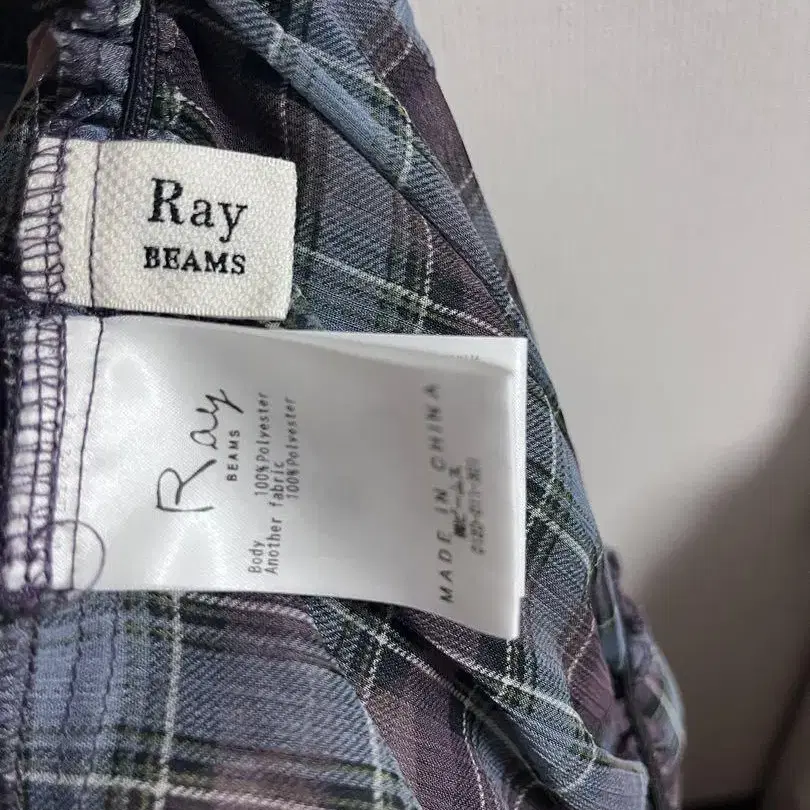 Ray
BEAMS
Ray
BEAMS
Body 100%Polyester
Another fabric
100%Polyester
MADE IN CHINA